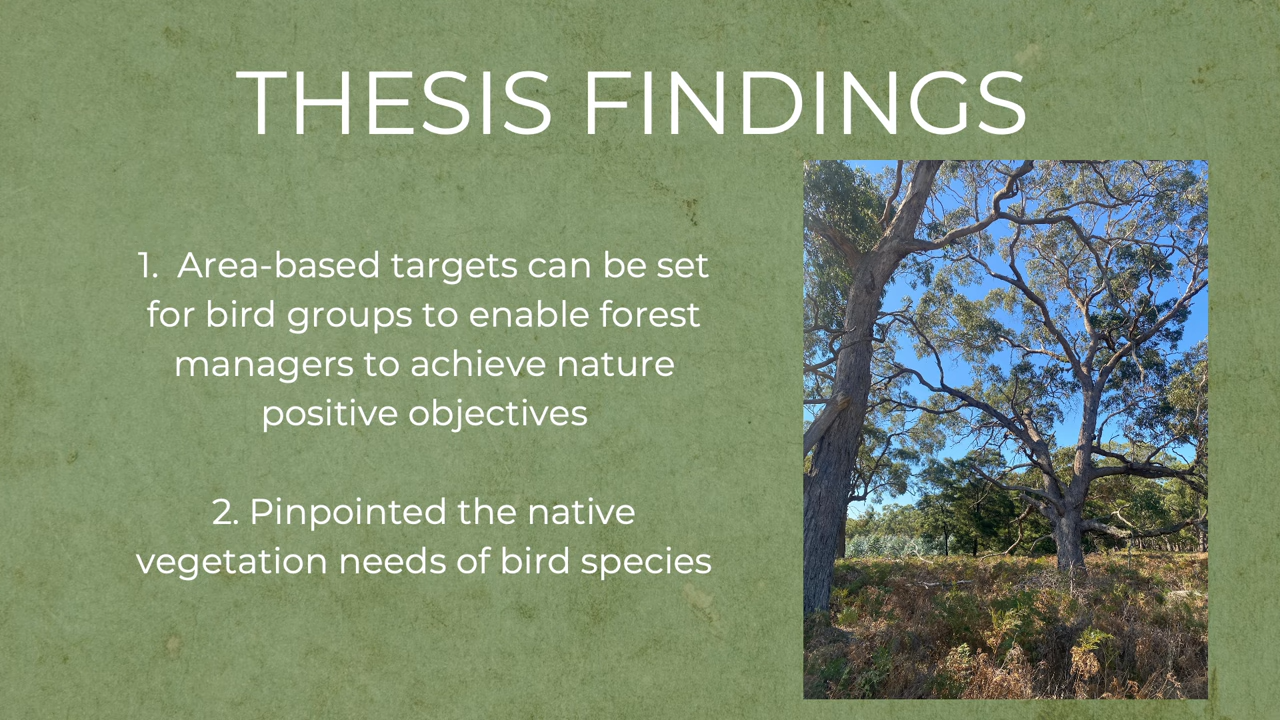 THESIS FINDINGS
1. Area-based targets can be set
for bird groups to enable forest
managers to achieve nature
positive objectives
2. Pinpointed the native
vegetation needs of bird species